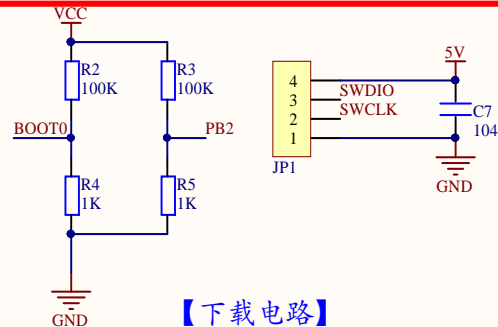 VCC
R2
100K
R3
100K
BOOT0
PB2
R4
1K
R5
1K
GND
4
3
2
1
JP1
SWDIO
SWCLK
5V
C7
104
GND
【下载电路】